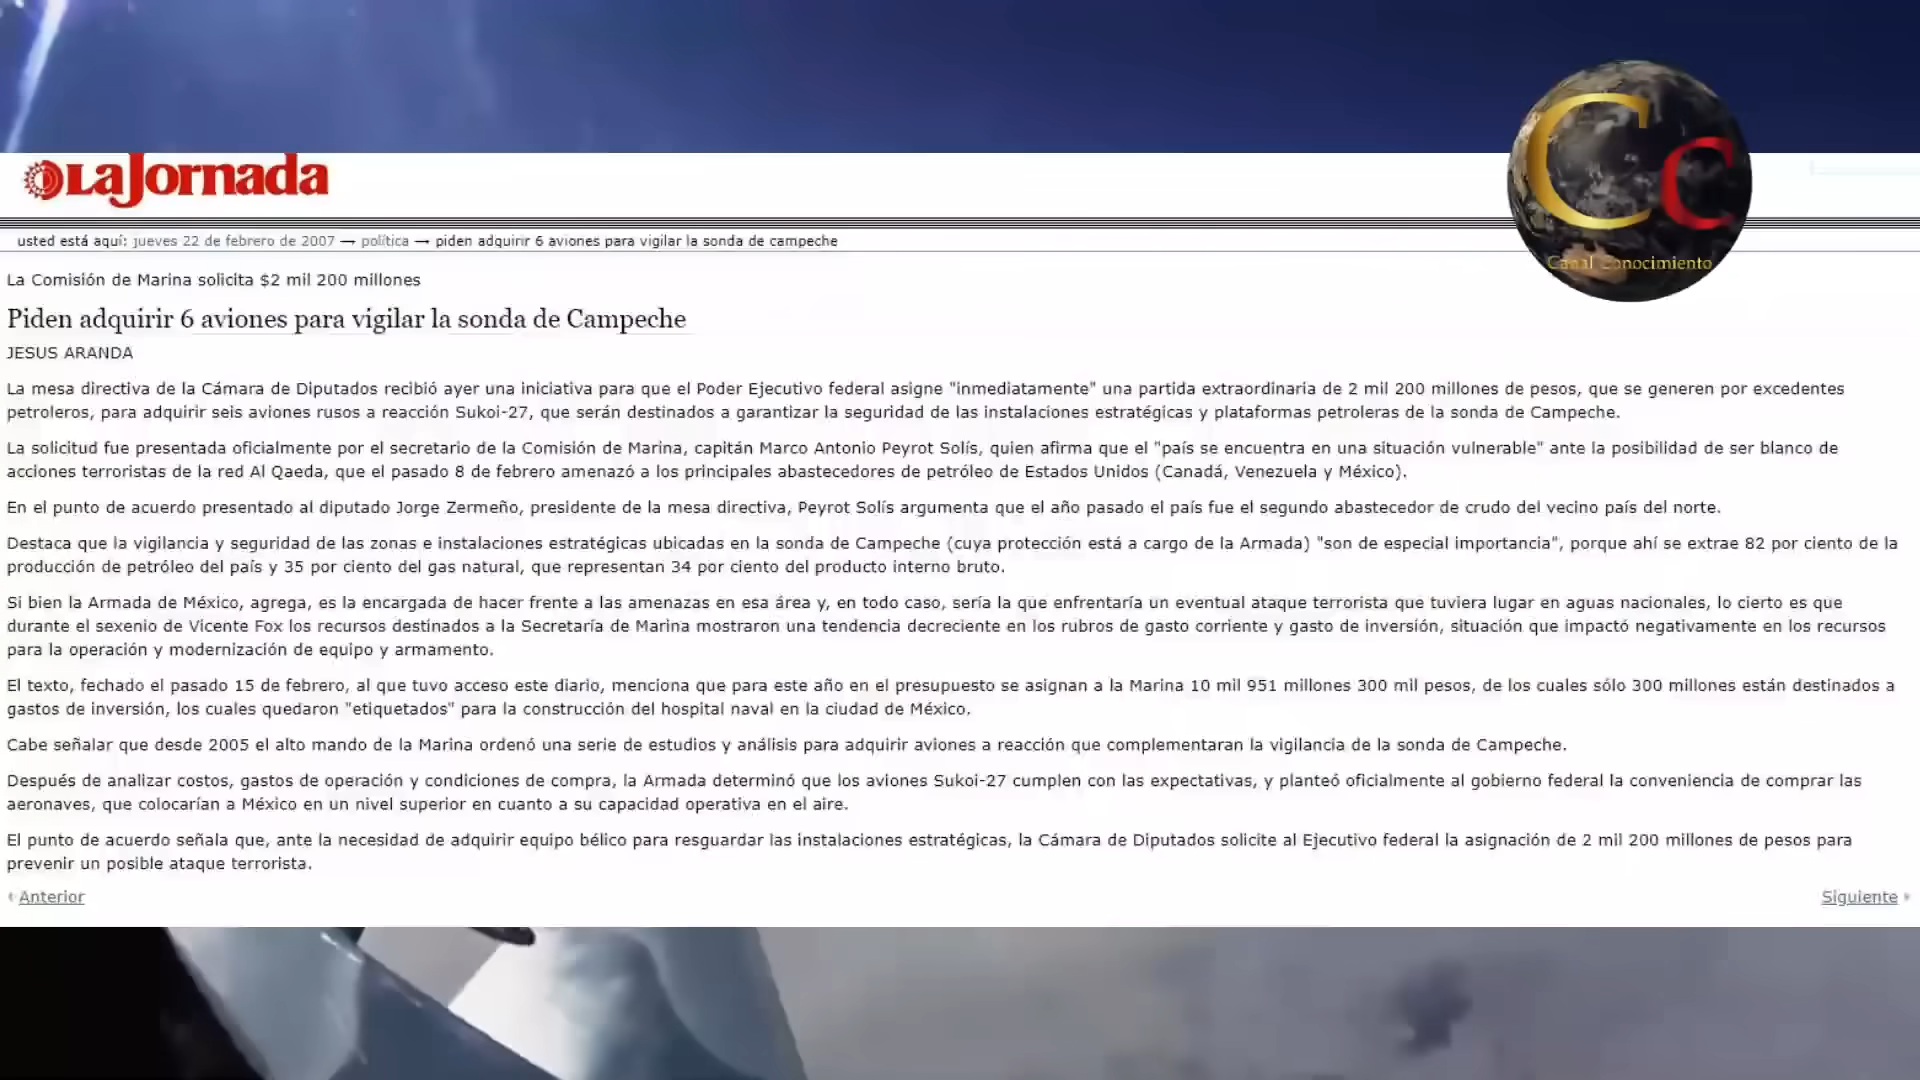 LaJornada
Cc
Canal Conocimiento
usted está aquí: jueves 22 de febrero de 2007 → política → piden adquirir 6 aviones para vigilar la sonda de campeche
La Comisión de Marina solicita $2 mil 200 millones
Piden adquirir 6 aviones para vigilar la sonda de Campeche
JESUS ARANDA
La mesa directiva de la Cámara de Diputados recibió ayer una iniciativa para que el Poder Ejecutivo federal asigne "inmediatamente" una partida extraordinaria de 2 mil 200 millones de pesos, que se generen por excedentes
petroleros, para adquirir seis aviones rusos a reacción Sukoi-27, que serán destinados a garantizar la seguridad de las instalaciones estratégicas y plataformas petroleras de la sonda de Campeche.
La solicitud fue presentada oficialmente por el secretario de la Comisión de Marina, capitán Marco Antonio Peyrot Solís, quien afirma que el "país se encuentra en una situación vulnerable" ante la posibilidad de ser blanco de
acciones terroristas de la red Al Qaeda, que el pasado 8 de febrero amenazó a los principales abastecedores de petróleo de Estados Unidos (Canadá, Venezuela y México).
En el punto de acuerdo presentado al diputado Jorge Zermeño, presidente de la mesa directiva, Peyrot Solís argumenta que el año pasado el país fue el segundo abastecedor de crudo del vecino país del norte.
Destaca que la vigilancia y seguridad de las zonas e instalaciones estratégicas ubicadas en la sonda de Campeche (cuya protección está a cargo de la Armada) "son de especial importancia", porque ahí se extrae 82 por ciento de la
producción de petróleo del país y 35 por ciento del gas natural, que representan 34 por ciento del producto interno bruto.
Si bien la Armada de México, agrega, es la encargada de hacer frente a las amenazas en esa área y, en todo caso, sería la que enfrentaría un eventual ataque terrorista que tuviera lugar en aguas nacionales, lo cierto es que
durante el sexenio de Vicente Fox los recursos destinados a la Secretaría de Marina mostraron una tendencia decreciente en los rubros de gasto corriente y gasto de inversión, situación que impactó negativamente en los recursos
para la operación y modernización de equipo y armamento.
El texto, fechado el pasado 15 de febrero, al que tuvo acceso este diario, menciona que para este año en el presupuesto se asignan a la Marina 10 mil 951 millones 300 mil pesos, de los cuales sólo 300 millones están destinados a
gastos de inversión, los cuales quedaron "etiquetados" para la construcción del hospital naval en la ciudad de México.
Cabe señalar que desde 2005 el alto mando de la Marina ordenó una serie de estudios y análisis para adquirir aviones a reacción que complementaran la vigilancia de la sonda de Campeche.
Después de analizar costos, gastos de operación y condiciones de compra, la Armada determinó que los aviones Sukoi-27 cumplen con las expectativas, y planteó oficialmente al gobierno federal la conveniencia de comprar las
aeronaves, que colocarían a México en un nivel superior en cuanto a su capacidad operativa en el aire.
El punto de acuerdo señala que, ante la necesidad de adquirir equipo bélico para resguardar las instalaciones estratégicas, la Cámara de Diputados solicite al Ejecutivo federal la asignación de 2 mil 200 millones de pesos para
prevenir un posible ataque terrorista.
Anterior
Siguiente